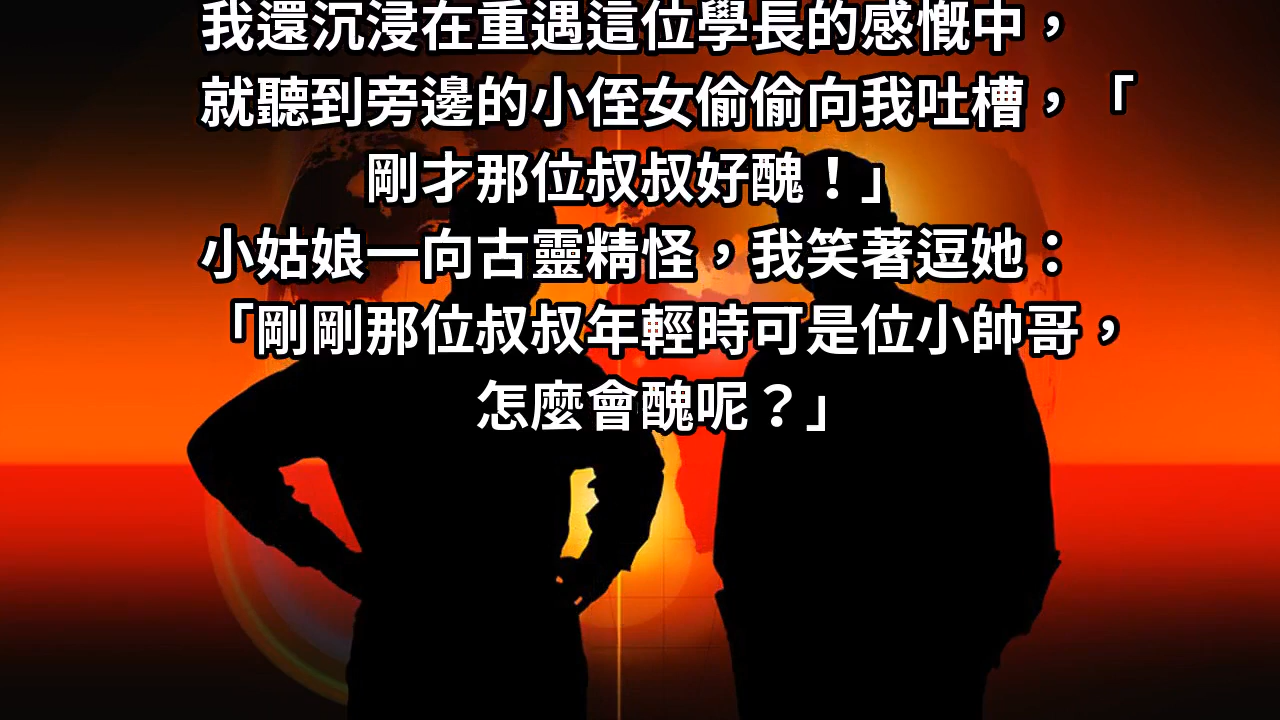 我還沉浸在重遇這位學長的感慨中，
就聽到旁邊的小侄女偷偷向我吐槽，「
剛才那位叔叔好醜！」
小姑娘一向古靈精怪，我笑著逗她：
「剛剛那位叔叔年輕時可是位小帥哥，
怎麼會醜呢？」